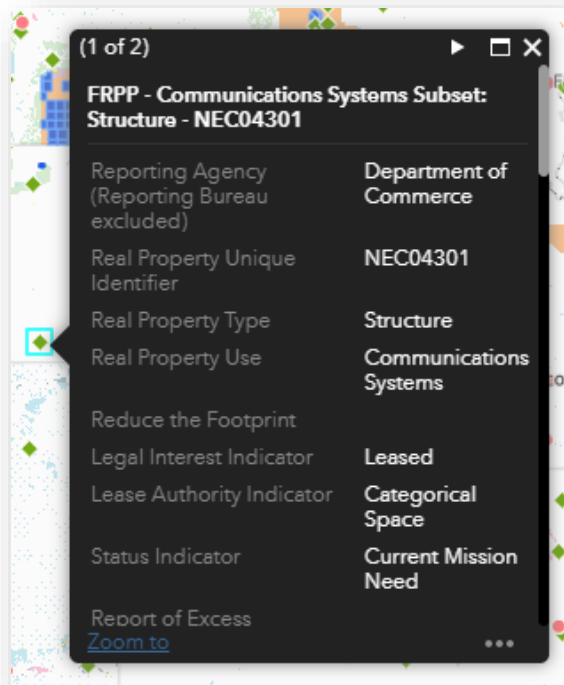 (1 of 2)
FRPP - Communications Systems Subset:
Structure - NEC04301
Reporting Agency
(Reporting Bureau
excluded)
Department of
Commerce
Real Property Unique
Identifier
NEC04301
Real Property Type
Structure
Real Property Use
Communications
Systems
Reduce the Footprint
Legal Interest Indicator
Leased
Lease Authority Indicator
Categorical
Space
Status Indicator
Current Mission
Need
Report of Excess
Zoom to